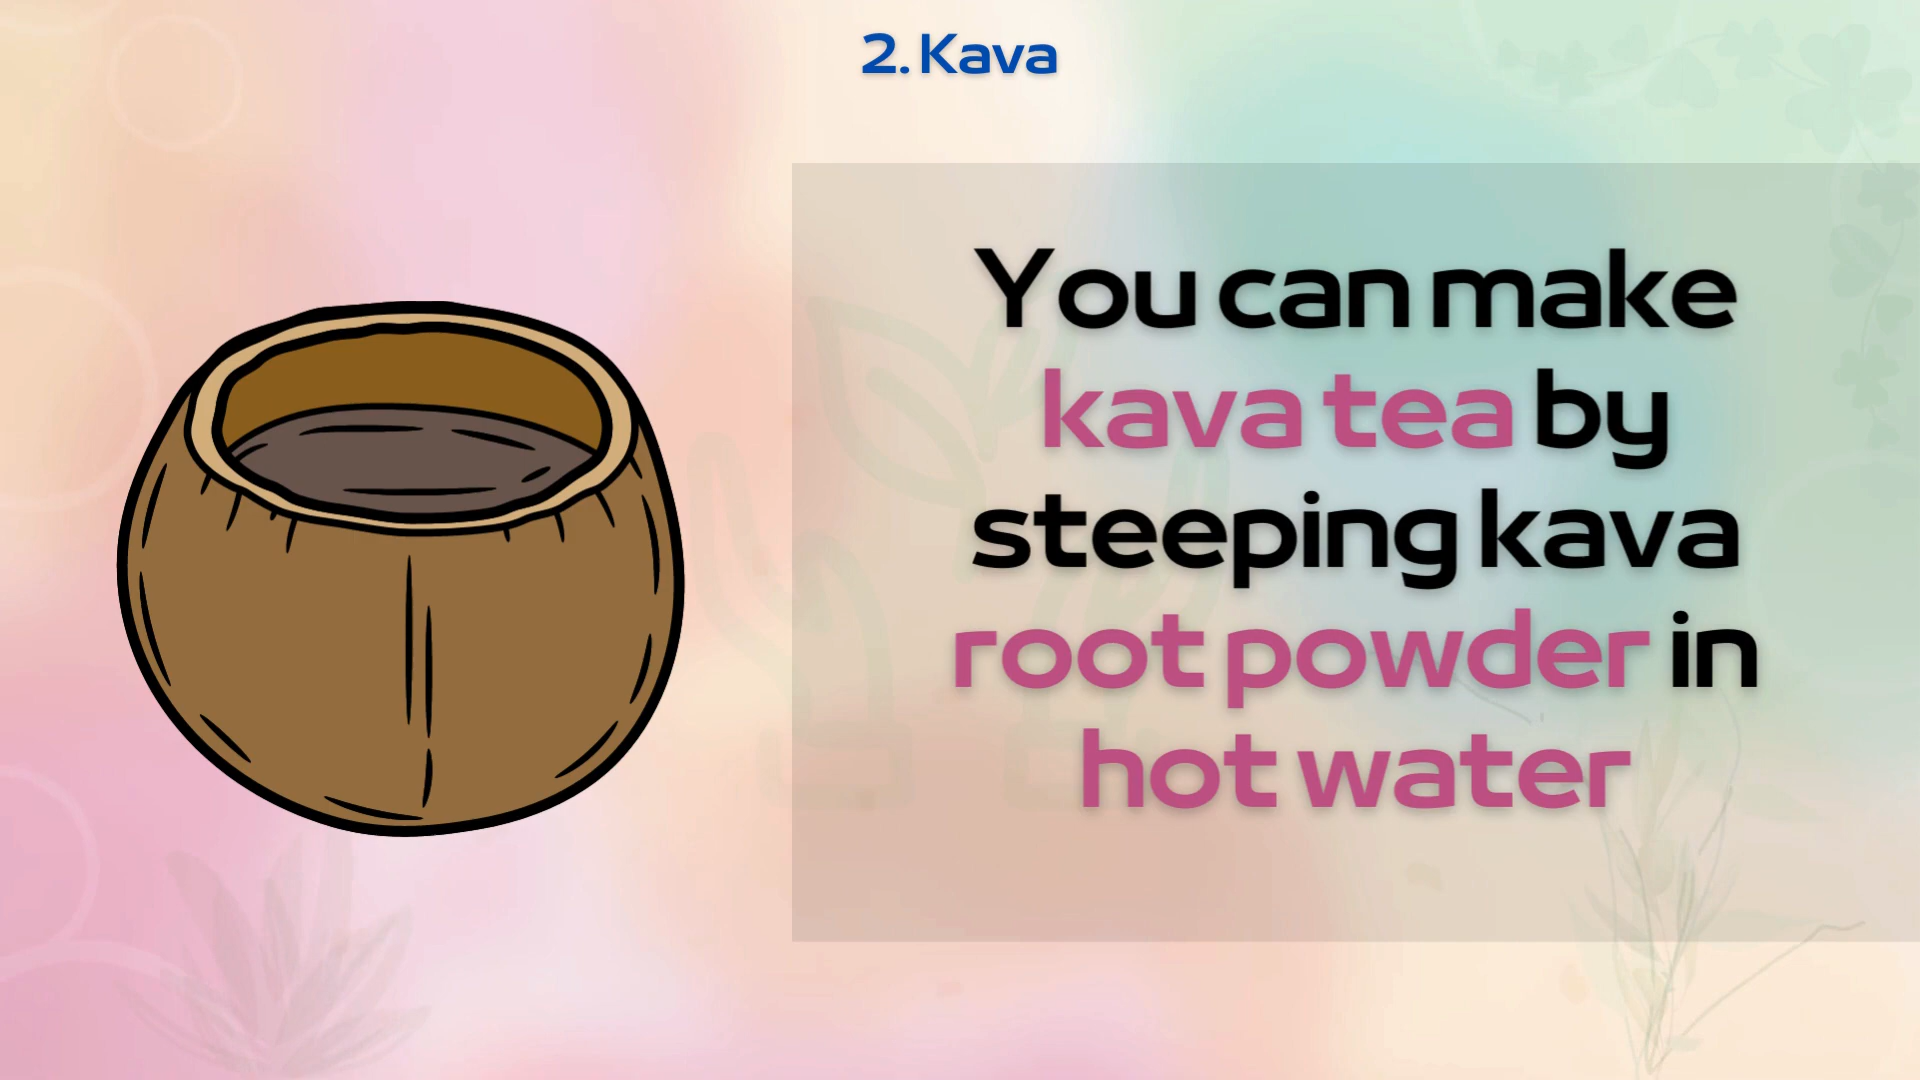 2. Kava
You can make
kava tea by
steeping kava
root powder in
hot water